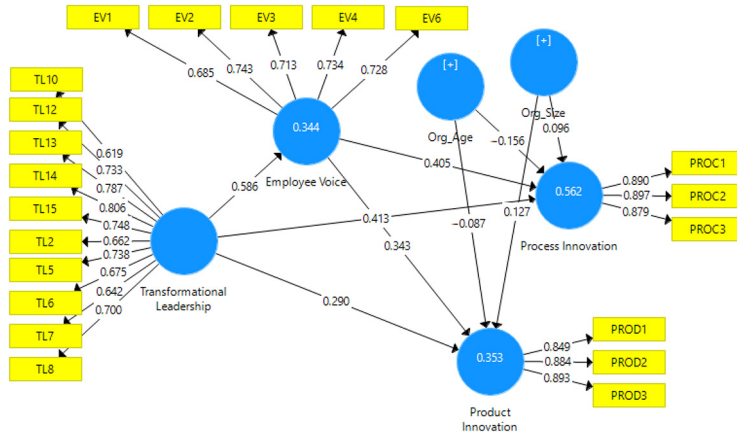 EV1
EV2
EV3
EV4
EV6
0.685
0.743
0.713
0.734
0.728
TL10
TL12
TL13
TL14
TL15
TL2
TL5
TL6
TL7
TL8
0.619
0.733
0.787
0.806
0.748
0.662
0.738
0.675
0.642
0.700
Transformational
Leadership
0.586
0.344
Employee Voice
[+]
Org_Age
[+]
Org_Size
−0.156
0.096
0.405
0.413
0.343
−0.087
0.127
0.290
0.562
Process Innovation
0.890
0.897
0.879
PROC1
PROC2
PROC3
0.353
Product
Innovation
0.849
0.884
0.893
PROD1
PROD2
PROD3